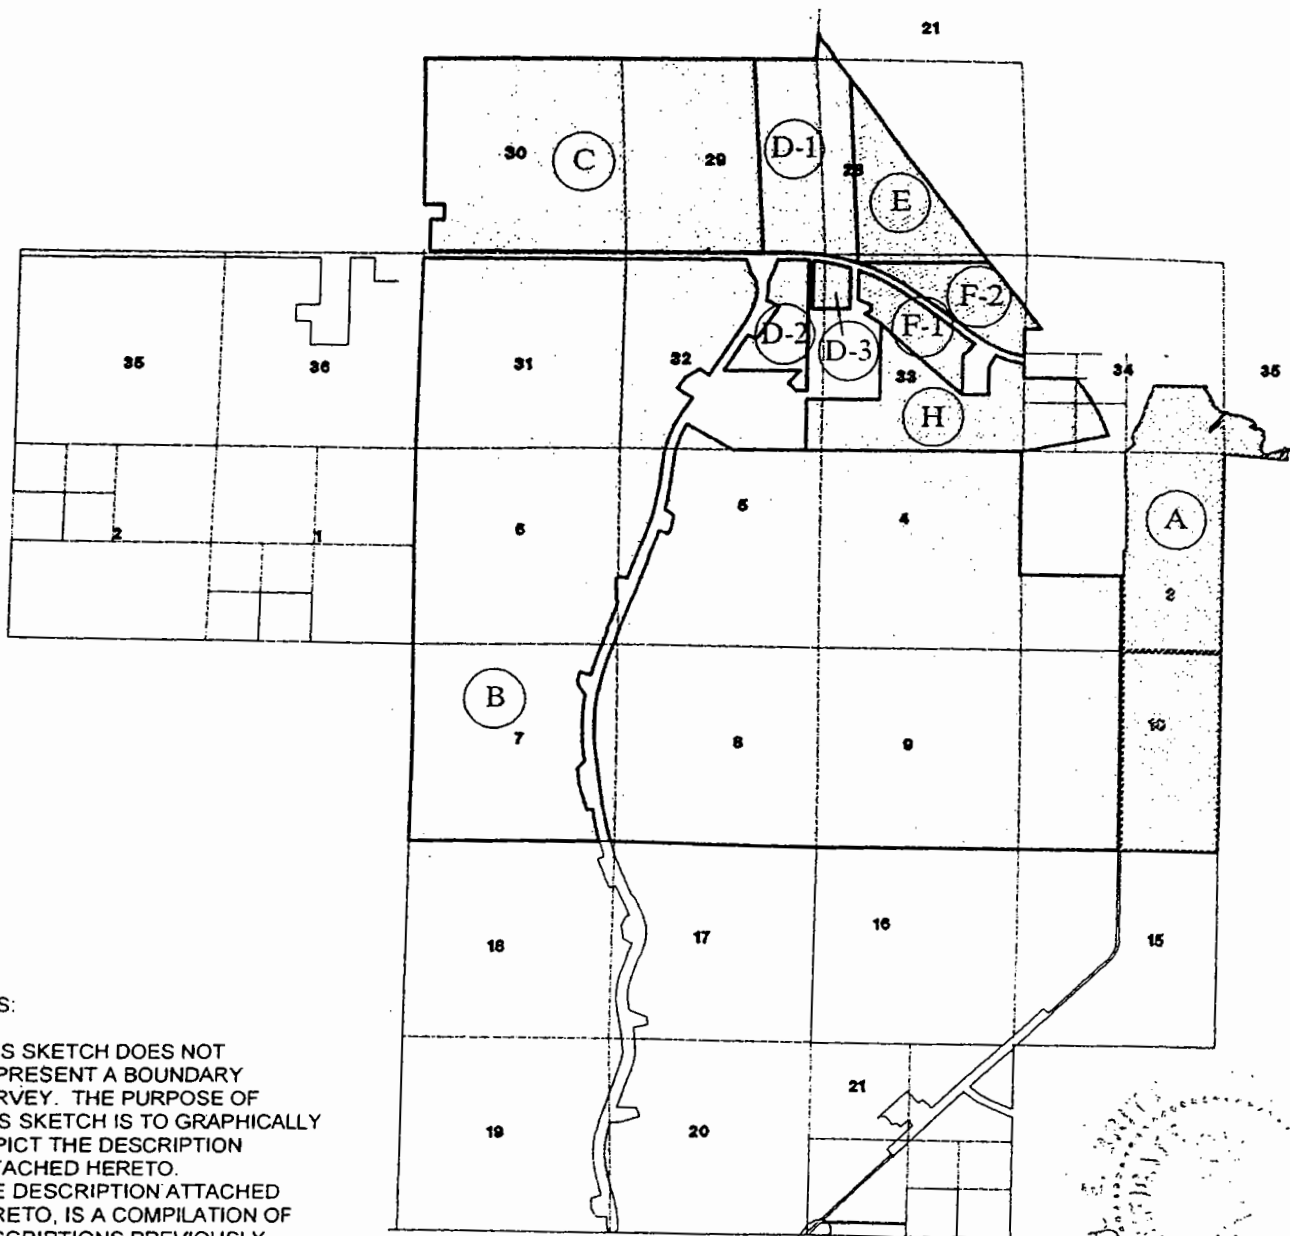 21
30
C
29
D-1
28
E
F-2
35
36
31
32
D-2
D-3
F-1
33
H
34
35
5
4
A
6
2
1
2
B
7
8
9
10
18
17
16
15
S:
S SKETCH DOES NOT
PRESENT A BOUNDARY
RVEY. THE PURPOSE OF
S SKETCH IS TO GRAPHICALLY
PICT THE DESCRIPTION
TACHED HERETO.
E DESCRIPTION ATTACHED
RETO, IS A COMPILATION OF
SCRIPTIONS PREVIOUSLY
21
19
20